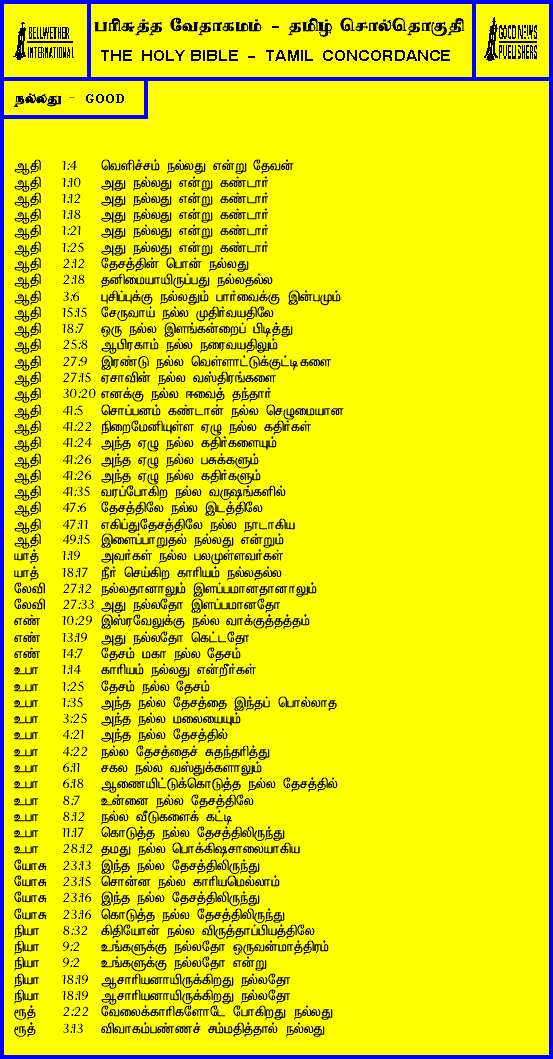 BELLWETHER
INTERNATIONAL
பரிசுத்த வேதாகமம் - தமிழ் சொல்தொகுதி
THE HOLY BIBLE - TAMIL CONCORDANCE
GOOD NEWS
PUBLISHERS
நல்லது - GOOD
ஆதி 1:4 வெளிச்சம் நல்லது என்று தேவன்
ஆதி 1:10 அது நல்லது என்று கண்டார்
ஆதி 1:12 அது நல்லது என்று கண்டார்
ஆதி 1:18 அது நல்லது என்று கண்டார்
ஆதி 1:21 அது நல்லது என்று கண்டார்
ஆதி 1:25 அது நல்லது என்று கண்டார்
ஆதி 2:12 தேசத்தின் பொன் நல்லது
ஆதி 2:18 தனிமையாயிருப்பது நல்லதல்ல
ஆதி 3:6 புசிப்புக்கு நல்லதும் பார்வைக்கு இன்பமும்
ஆதி 15:15 சேருவாய் நல்ல முதிர்வயதிலே
ஆதி 18:7 ஒரு நல்ல இளங்கன்றைப் பிடித்து
ஆதி 25:8 ஆபிரகாம் நல்ல நரைவயதிலும்
ஆதி 27:9 இரண்டு நல்ல வெள்ளாட்டுக்குட்டிகளை
ஆதி 27:15 ஏசாவின் நல்ல வஸ்திரங்களை
ஆதி 30:20 எனக்கு நல்ல ஈவைத் தந்தார்
ஆதி 41:5 சொப்பனம் கண்டான் நல்ல செழுமையான
ஆதி 41:22 நிறைமேனியுள்ள ஏழு நல்ல கதிர்கள்
ஆதி 41:24 அந்த ஏழு நல்ல கதிர்களையும்
ஆதி 41:26 அந்த ஏழு நல்ல பசுக்களும்
ஆதி 41:26 அந்த ஏழு நல்ல கதிர்களும்
ஆதி 41:35 வரப்போகிற நல்ல வருஷங்களில்
ஆதி 47:6 தேசத்திலே நல்ல இடத்திலே
ஆதி 47:11 எகிப்துதேசத்திலே நல்ல நாடாகிய
ஆதி 49:15 இளைப்பாறுதல் நல்லது என்றும்
யாத் 1:19 அவர்கள் நல்ல பலமுள்ளவர்கள்
யாத் 18:17 நீர் செய்கிற காரியம் நல்லதல்ல
லேவி 27:12 நல்லதானாலும் இளப்பமானதானாலும்
லேவி 27:33 அது நல்லதோ இளப்பமானதோ
எண் 10:29 இஸ்ரவேலுக்கு நல்ல வாக்குத்தத்தம்
எண் 13:19 அது நல்லதோ கெட்டதோ
எண் 14:7 தேசம் மகா நல்ல தேசம்
உபா 1:14 காரியம் நல்லது என்றீர்கள்
உபா 1:25 தேசம் நல்ல தேசம்
உபா 1:35 அந்த நல்ல தேசத்தை இந்தப் பொல்லாத
உபா 3:25 அந்த நல்ல மலையையும்
உபா 4:21 அந்த நல்ல தேசத்தில்
உபா 4:22 நல்ல தேசத்தைச் சுதந்தரித்து
உபா 6:11 சகல நல்ல வஸ்துக்களாலும்
உபா 6:18 ஆணையிட்டுக்கொடுத்த நல்ல தேசத்தில்
உபா 8:7 உன்னை நல்ல தேசத்திலே
உபா 8:12 நல்ல வீடுகளைக் கட்டி
உபா 11:17 கொடுத்த நல்ல தேசத்திலிருந்து
உபா 28:12 தமது நல்ல பொக்கிஷசாலையாகிய
யோசு 23:13 இந்த நல்ல தேசத்திலிருந்து
யோசு 23:15 சொன்ன நல்ல காரியமெல்லாம்
யோசு 23:16 இந்த நல்ல தேசத்திலிருந்து
யோசு 23:16 கொடுத்த நல்ல தேசத்திலிருந்து
நியா 8:32 கிதியோன் நல்ல விருத்தாப்பியத்திலே
நியா 9:2 உங்களுக்கு நல்லதோ ஒருவன்மாத்திரம்
நியா 9:2 உங்களுக்கு நல்லதோ என்று
நியா 18:19 ஆசாரியனாயிருக்கிறது நல்லதோ
நியா 18:19 ஆசாரியனாயிருக்கிறது நல்லதோ
ரூத் 2:22 வேலைக்காரிகளோடே போகிறது நல்லது
ரூத் 3:13 விவாகம்பண்ணச் சம்மதித்தால் நல்லது